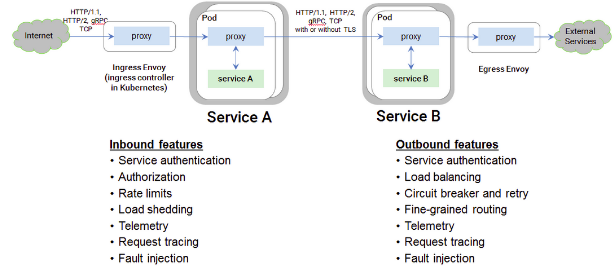 HTTP/1.1,
HTTP/2, gRPC
TCP
Internet
proxy
Ingress Envoy
(ingress controller
in Kubernetes)
Pod
proxy
service A
Service A
HTTP/1.1, HTTP/2,
gRPC, TCP
with or without TLS
Pod
proxy
service B
Service B
proxy
Egress Envoy
External
Services
Inbound features
• Service authentication
• Authorization
• Rate limits
• Load shedding
• Telemetry
• Request tracing
• Fault injection
Outbound features
• Service authentication
• Load balancing
• Circuit breaker and retry
• Fine-grained routing
• Telemetry
• Request tracing
• Fault injection